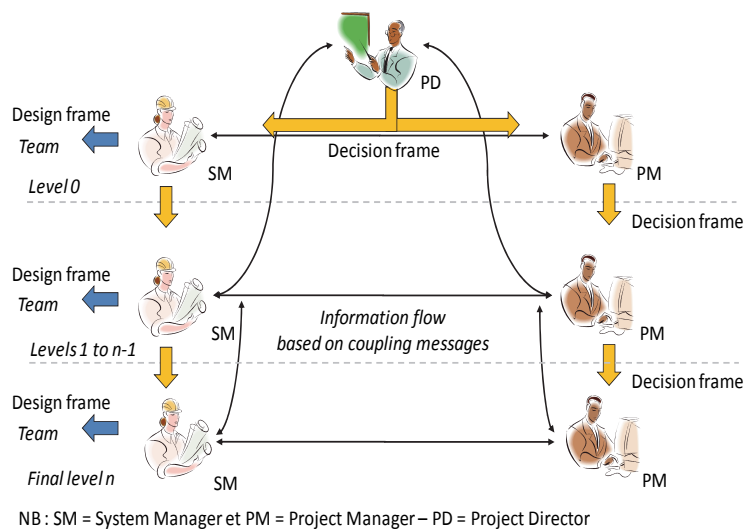 PD
Design frame
Team
SM
Decision frame
PM
Level 0
Decision frame
Design frame
Team
SM
Information flow
based on coupling messages
PM
Levels 1 to n-1
Decision frame
Design frame
Team
SM
PM
Final level n
NB : SM = System Manager et PM = Project Manager – PD = Project Director